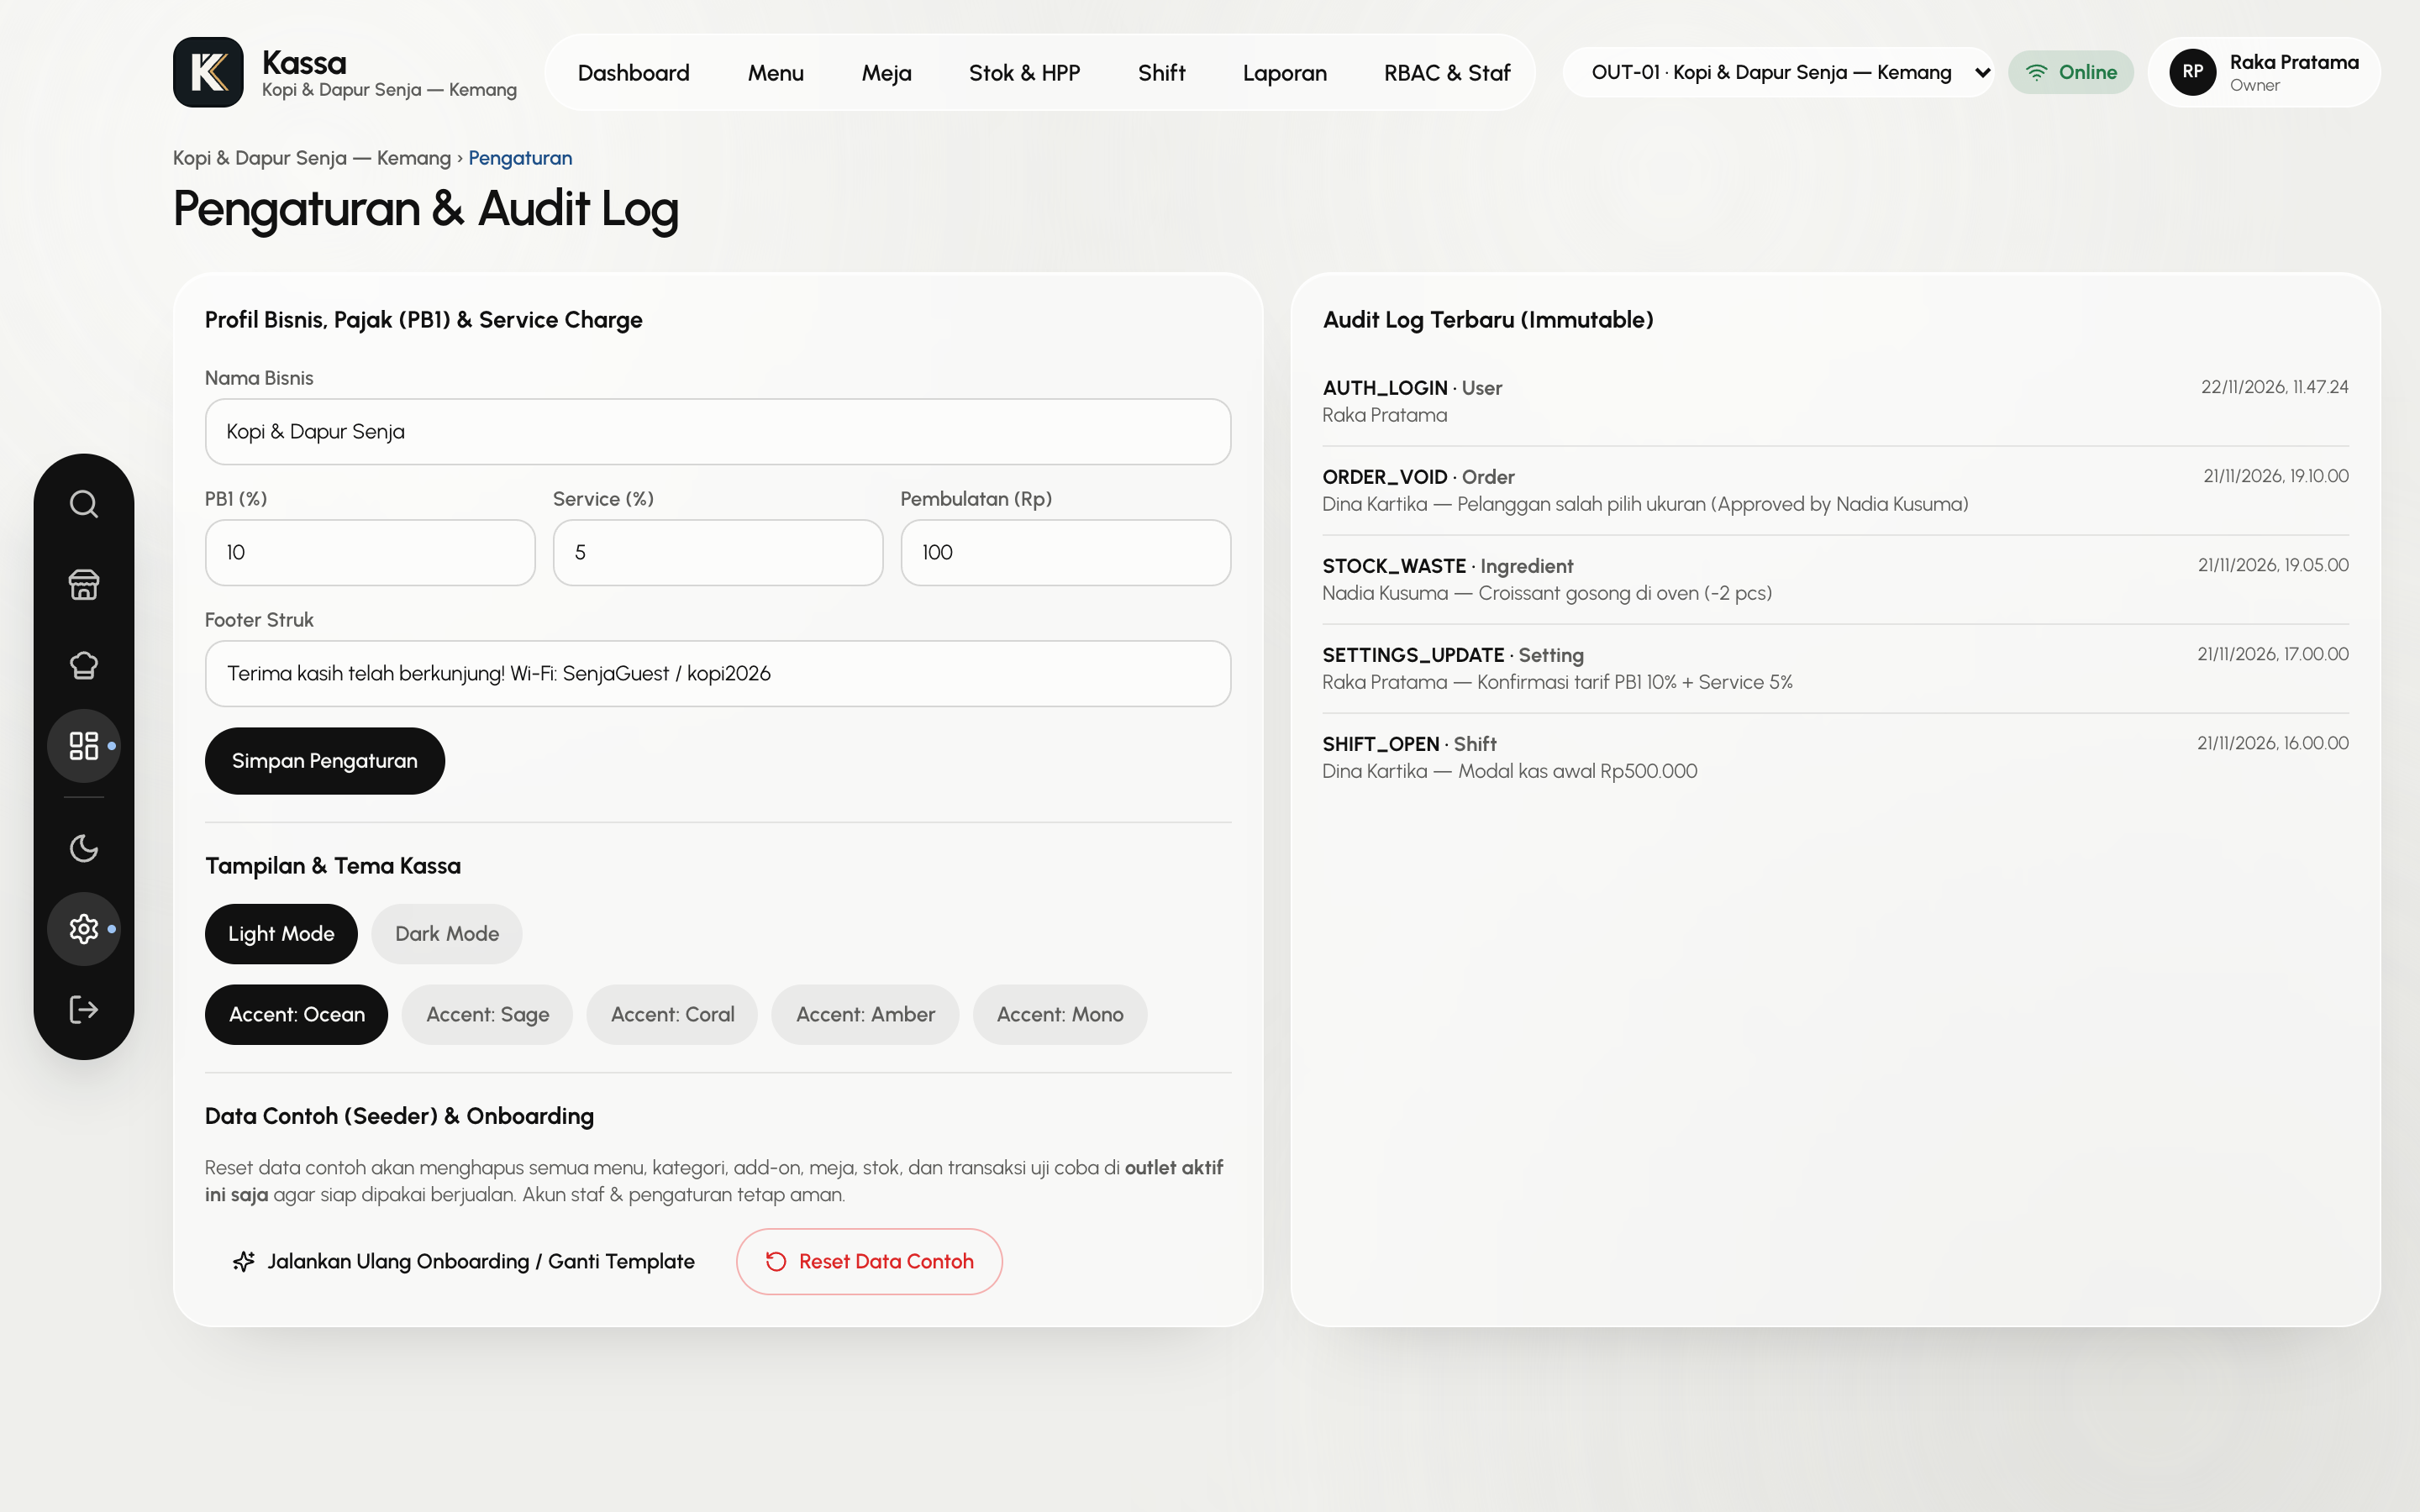 Kassa
Kopi & Dapur Senja — Kemang
Dashboard
Menu
Meja
Stok & HPP
Shift
Laporan
RBAC & Staf
OUT-01 · Kopi & Dapur Senja — Kemang
Online
RP
Raka Pratama
Owner
Kopi & Dapur Senja — Kemang › Pengaturan
Pengaturan & Audit Log
Profil Bisnis, Pajak (PB1) & Service Charge
Nama Bisnis
Kopi & Dapur Senja
PB1 (%)
Service (%)
Pembulatan (Rp)
10
5
100
Footer Struk
Terima kasih telah berkunjung! Wi-Fi: SenjaGuest / kopi2026
Simpan Pengaturan
Tampilan & Tema Kassa
Light Mode
Dark Mode
Accent: Ocean
Accent: Sage
Accent: Coral
Accent: Amber
Accent: Mono
Data Contoh (Seeder) & Onboarding
Reset data contoh akan menghapus semua menu, kategori, add-on, meja, stok, dan transaksi uji coba di outlet aktif
ini saja agar siap dipakai berjualan. Akun staf & pengaturan tetap aman.
Jalankan Ulang Onboarding / Ganti Template
Reset Data Contoh
Audit Log Terbaru (Immutable)
AUTH_LOGIN · User
22/11/2026, 11.47.24
Raka Pratama
ORDER_VOID · Order
21/11/2026, 19.10.00
Dina Kartika — Pelanggan salah pilih ukuran (Approved by Nadia Kusuma)
STOCK_WASTE · Ingredient
21/11/2026, 19.05.00
Nadia Kusuma — Croissant gosong di oven (-2 pcs)
SETTINGS_UPDATE · Setting
21/11/2026, 17.00.00
Raka Pratama — Konfirmasi tarif PB1 10% + Service 5%
SHIFT_OPEN · Shift
21/11/2026, 16.00.00
Dina Kartika — Modal kas awal Rp500.000